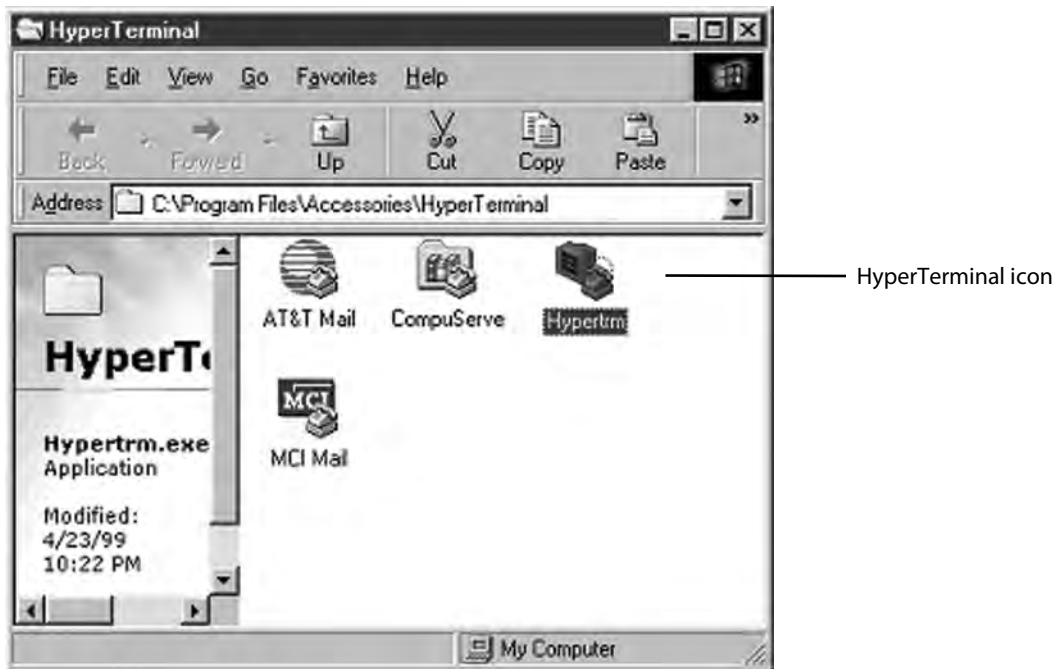 HyperTerminal
File Edit View Go Favorites Help
Back Forward Up Cut Copy Paste »
Address C:\Program Files\Accessories\HyperTerminal
HyperTe
Hypertrm.exe
Application
Modified:
4/23/99
10:22 PM
AT&T Mail CompuServe Hypertrm
MCI
MCI Mail
HyperTerminal icon
My Computer